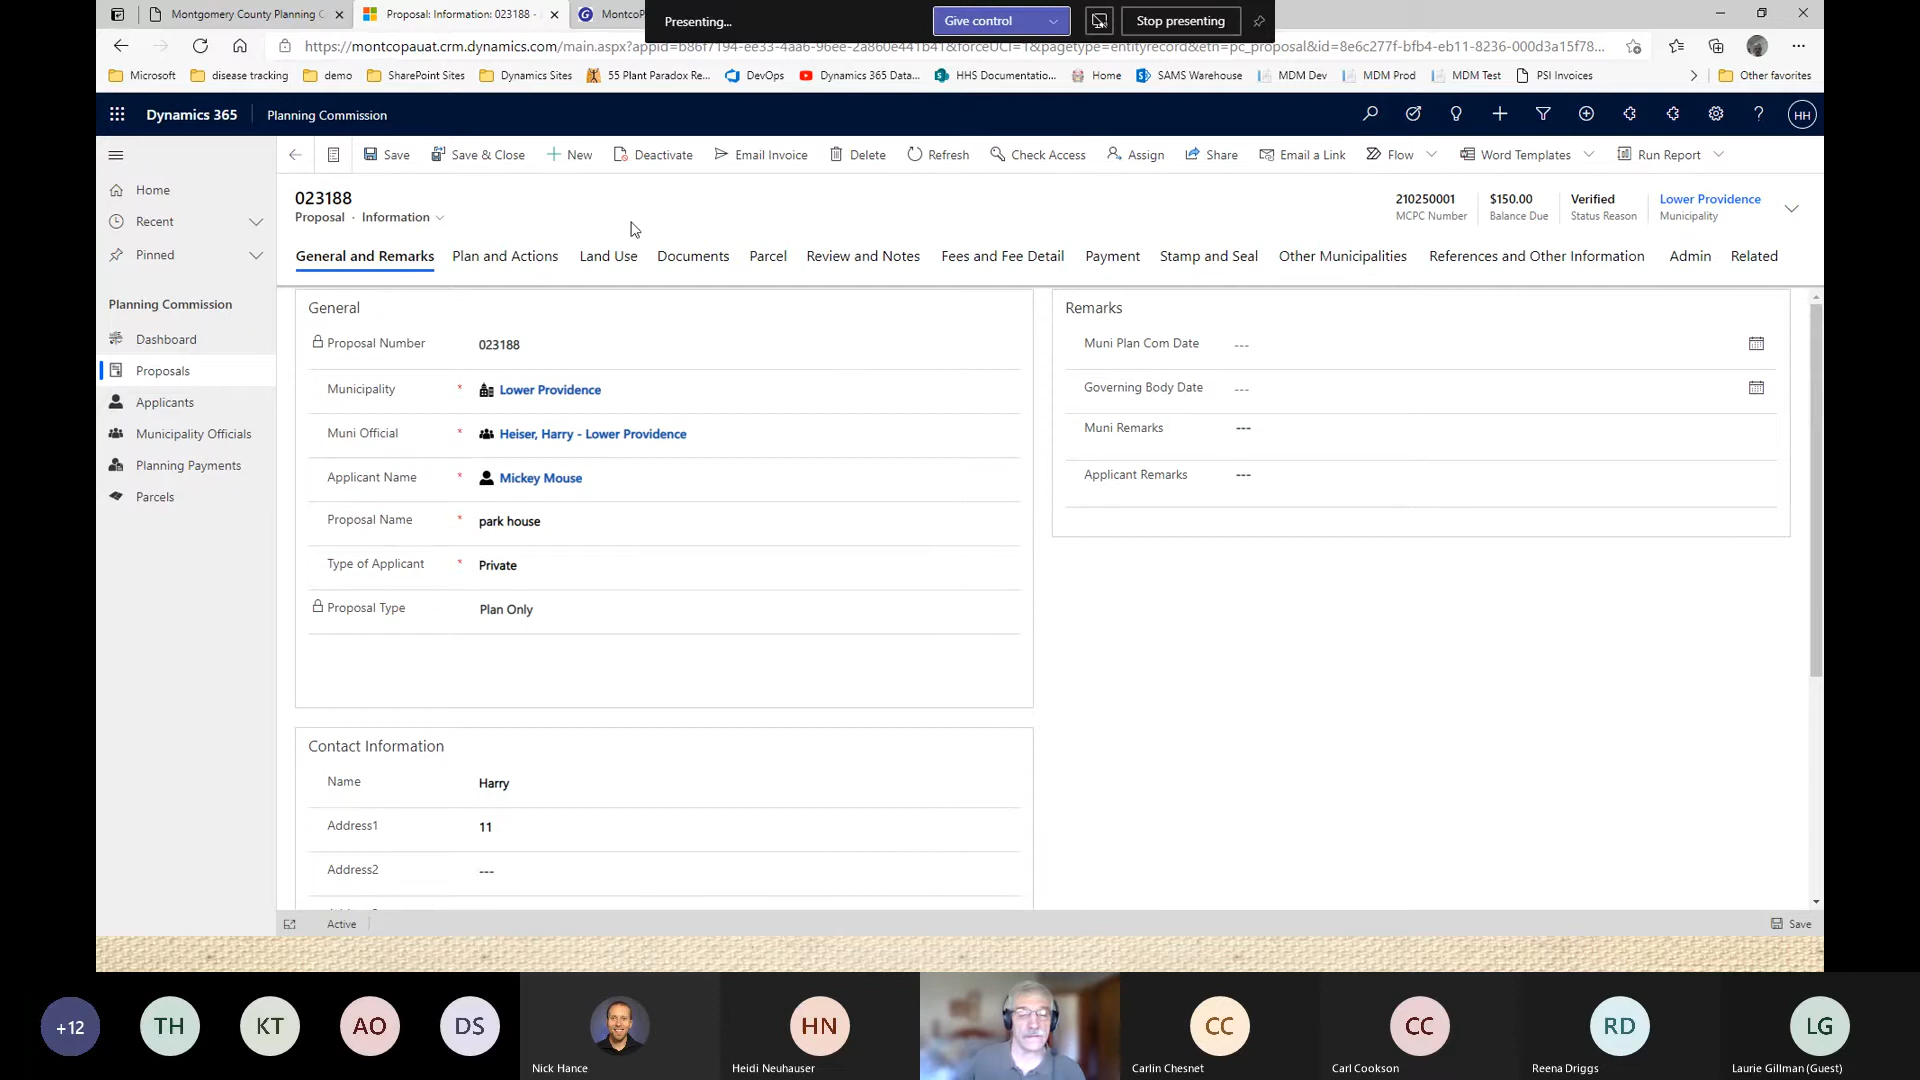 Presenting...
Give control
Stop presenting
Montgomery County Planning C
Proposal: Information: 023188 -
MontcoP
https://montcopauat.crm.dynamics.com/main.aspx?appid=b86f7194-ee33-4aa6-96ee-2a860e441b41&forceUCI=1&pagetype=entityrecord&etn=pc_proposal&id=8e6c277f-bfb4-eb11-8236-000d3a15f78...
Microsoft
disease tracking
demo
SharePoint Sites
Dynamics Sites
55 Plant Paradox Re...
DevOps
Dynamics 365 Data...
HHS Documentatio...
Home
SAMS Warehouse
MDM Dev
MDM Prod
MDM Test
PSI Invoices
Other favorites
Dynamics 365
Planning Commission
HH
Save
Save & Close
New
Deactivate
Email Invoice
Delete
Refresh
Check Access
Assign
Share
Email a Link
Flow
Word Templates
Run Report
Home
Recent
Pinned
Planning Commission
Dashboard
Proposals
Applicants
Municipality Officials
Planning Payments
Parcels
023188
Proposal · Information
210250001
MCPC Number
$150.00
Balance Due
Verified
Status Reason
Lower Providence
Municipality
General and Remarks
Plan and Actions
Land Use
Documents
Parcel
Review and Notes
Fees and Fee Detail
Payment
Stamp and Seal
Other Municipalities
References and Other Information
Admin
Related
General
Proposal Number 023188
Municipality * Lower Providence
Muni Official * Heiser, Harry - Lower Providence
Applicant Name * Mickey Mouse
Proposal Name * park house
Type of Applicant * Private
Proposal Type Plan Only
Remarks
Muni Plan Com Date ---
Governing Body Date ---
Muni Remarks ---
Applicant Remarks ---
Contact Information
Name Harry
Address1 11
Address2 ---
Active
Save
+12
TH
KT
AO
DS
Nick Hance
HN
Heidi Neuhauser
CC
Carlin Chesnet
CC
Carl Cookson
RD
Reena Driggs
LG
Laurie Gillman (Guest)